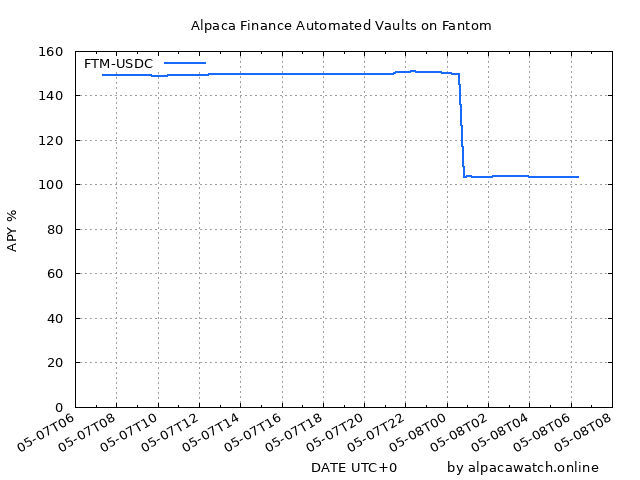 Alpaca Finance Automated Vaults on Fantom
160
FTM-USDC
140
120
100
80
60
40
20
0
APY %
05-07T06
05-07T08
05-07T10
05-07T12
05-07T14
05-07T16
05-07T18
05-07T20
05-07T22
05-08T00
05-08T02
05-08T04
05-08T06
05-08T08
DATE UTC+0 by alpacawatch.online